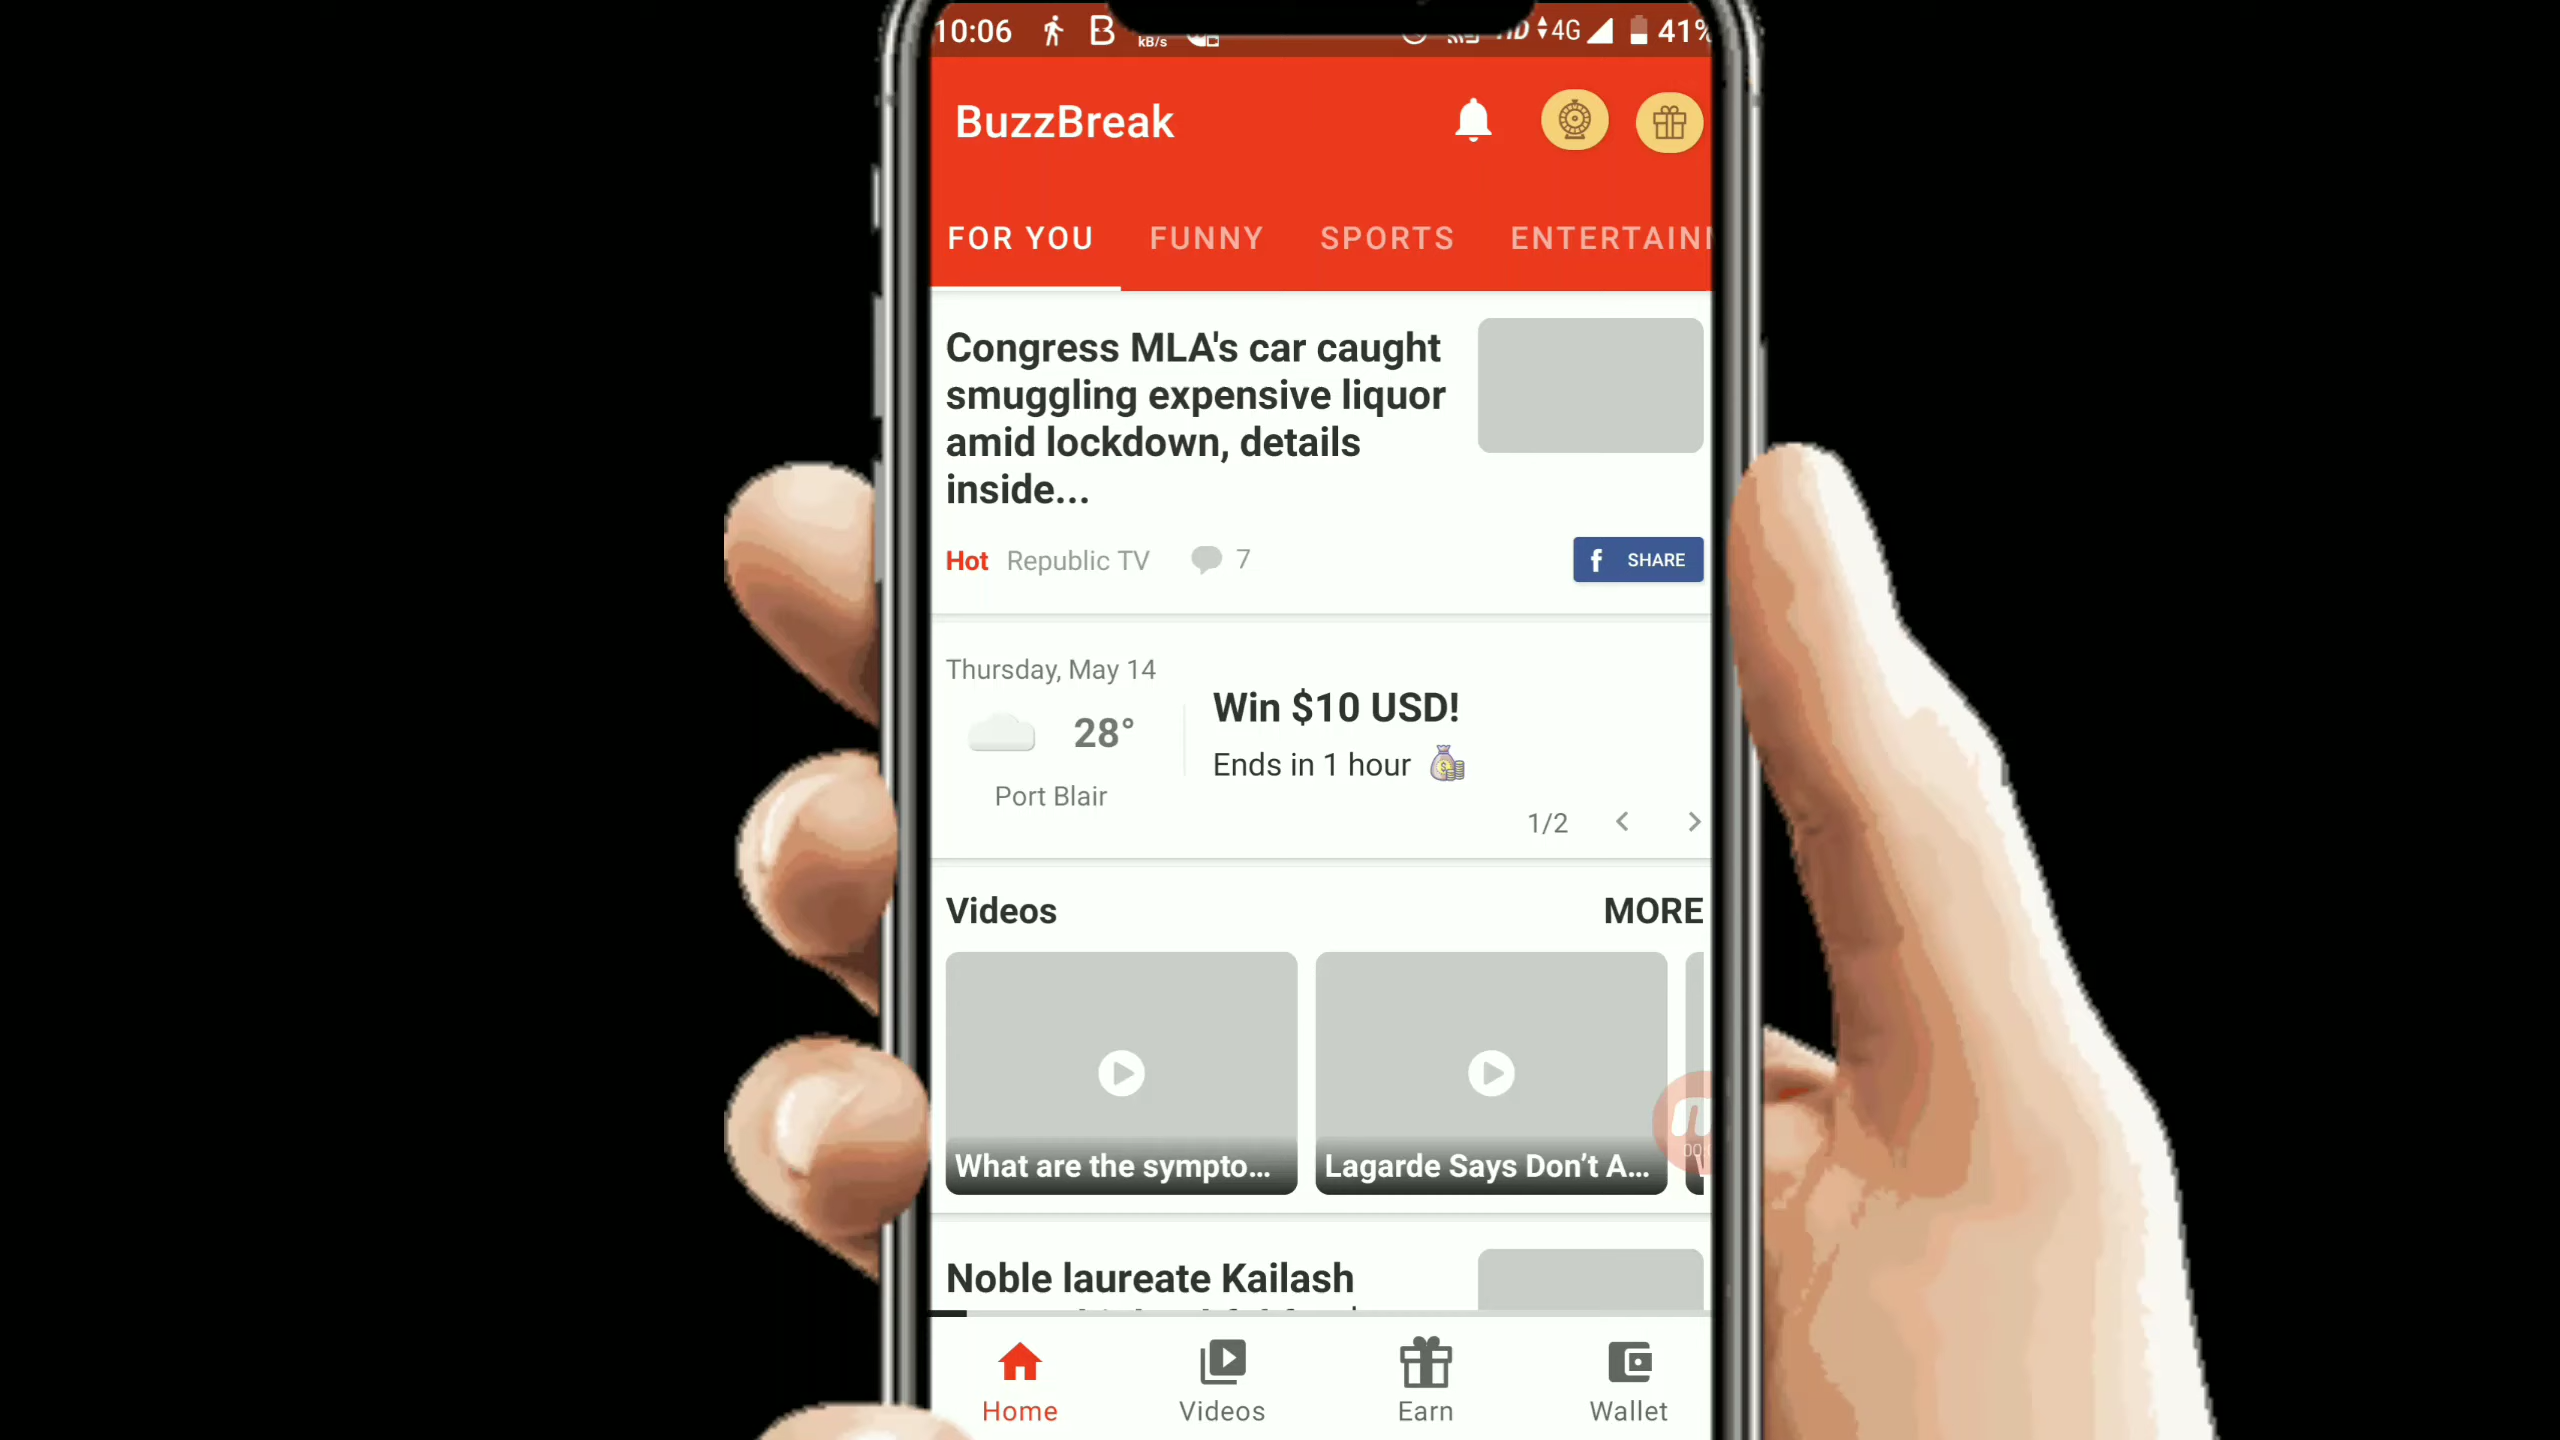 10:06 kB/s 4G 41%
BuzzBreak
FOR YOU FUNNY SPORTS
Congress MLA's car caught
smuggling expensive liquor
amid lockdown, details
inside...
Hot Republic TV 7 f SHARE
Thursday, May 14
28°
Port Blair
Win $10 USD!
Ends in 1 hour
1/2
Videos MORE
What are the sympto...
Lagarde Says Don’t A...
Noble laureate Kailash
Home Videos Earn Wallet